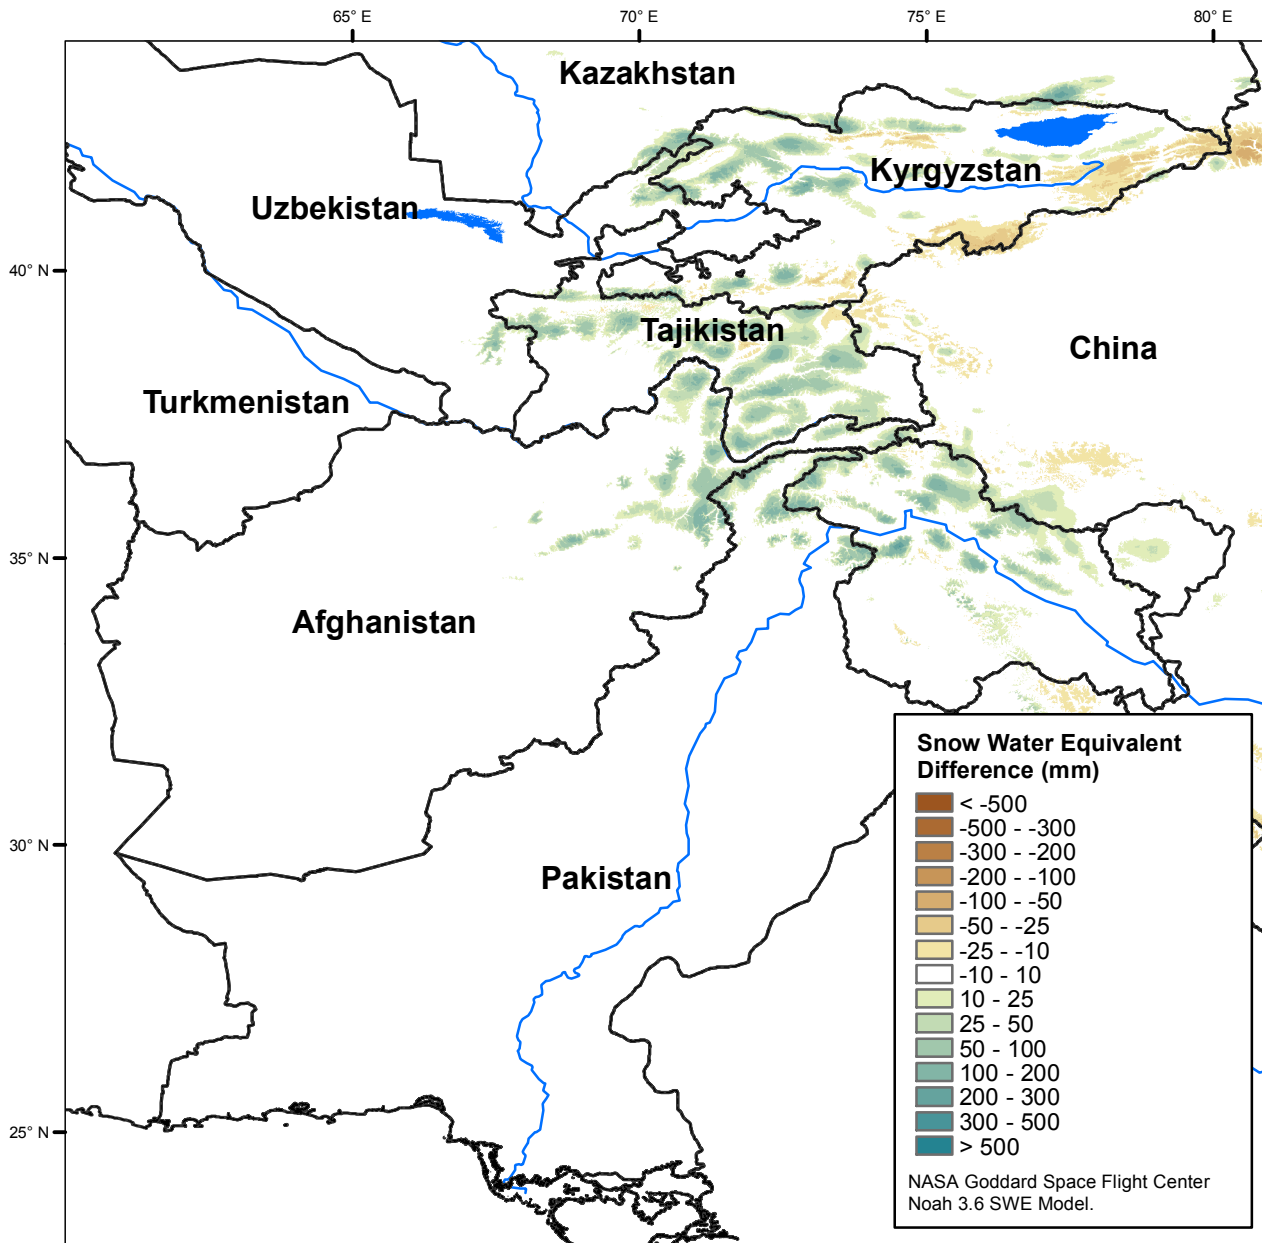 65° E
70° E
75° E
80° E
Kazakhstan
Kyrgyzstan
Uzbekistan
40° N
Tajikistan
China
Turkmenistan
35° N
Afghanistan
Snow Water Equivalent
Difference (mm)
< -500
-500 - -300
-300 - -200
-200 - -100
-100 - -50
-50 - -25
-25 - -10
-10 - 10
10 - 25
25 - 50
50 - 100
100 - 200
200 - 300
300 - 500
> 500
NASA Goddard Space Flight Center
Noah 3.6 SWE Model.
30° N
Pakistan
25° N